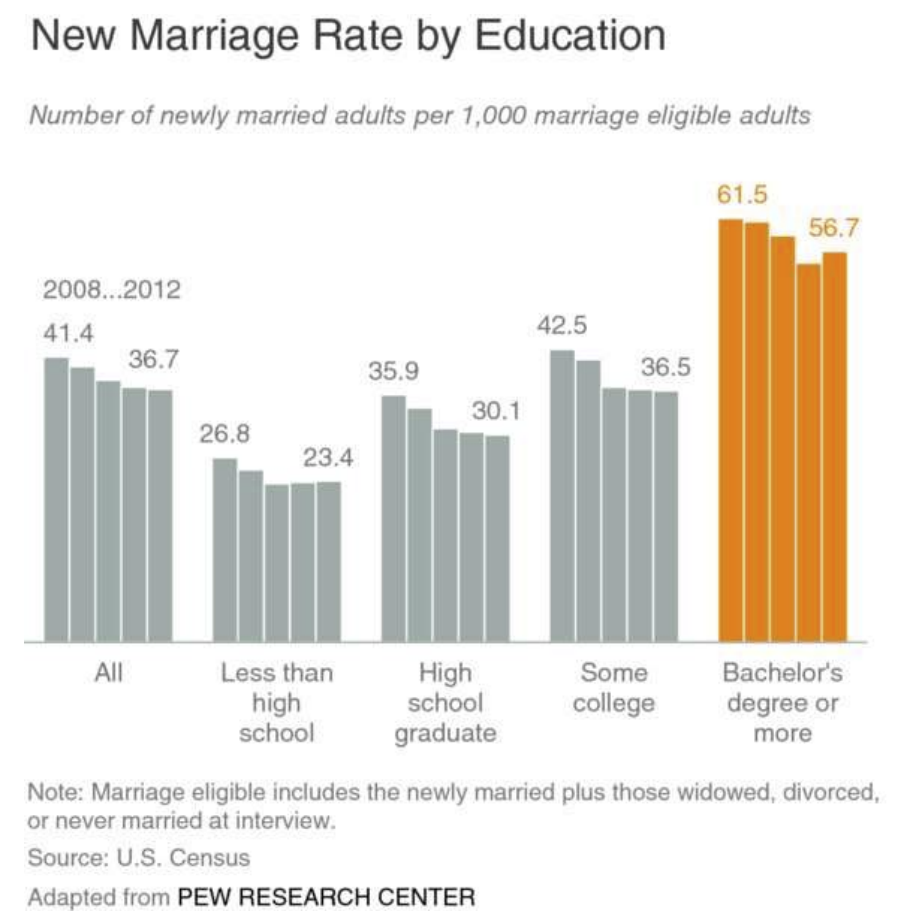 New Marriage Rate by Education
Number of newly married adults per 1,000 marriage eligible adults
61.5
56.7
2008...2012
41.4
36.7
26.8
23.4
35.9
30.1
42.5
36.5
All
Less than
high
school
High
school
graduate
Some
college
Bachelor's
degree or
more
Note: Marriage eligible includes the newly married plus those widowed, divorced,
or never married at interview.
Source: U.S. Census
Adapted from PEW RESEARCH CENTER